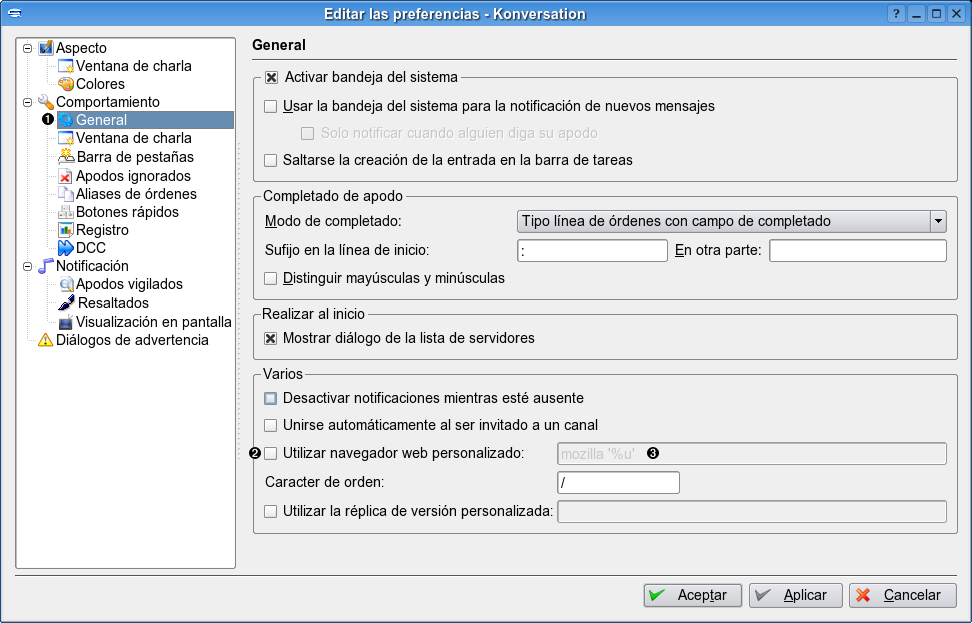 Editar las preferencias - Konversation
Aspecto
Ventana de charla
Colores
Comportamiento
1 General
Ventana de charla
Barra de pestañas
Apodos ignorados
Aliases de órdenes
Botones rápidos
Registro
DCC
Notificación
Apodos vigilados
Resaltados
Visualización en pantalla
Diálogos de advertencia
General
Activar bandeja del sistema
Usar la bandeja del sistema para la notificación de nuevos mensajes
Solo notificar cuando alguien diga su apodo
Saltarse la creación de la entrada en la barra de tareas
Completado de apodo
Modo de completado: Tipo línea de órdenes con campo de completado
Sufijo en la línea de inicio: : En otra parte:
Distinguir mayúsculas y minúsculas
Realizar al inicio
Mostrar diálogo de la lista de servidores
Varios
Desactivar notificaciones mientras esté ausente
Unirse automáticamente al ser invitado a un canal
2 Utilizar navegador web personalizado: mozilla '%u' 3
Caracter de orden: /
Utilizar la réplica de versión personalizada:
Aceptar Aplicar Cancelar